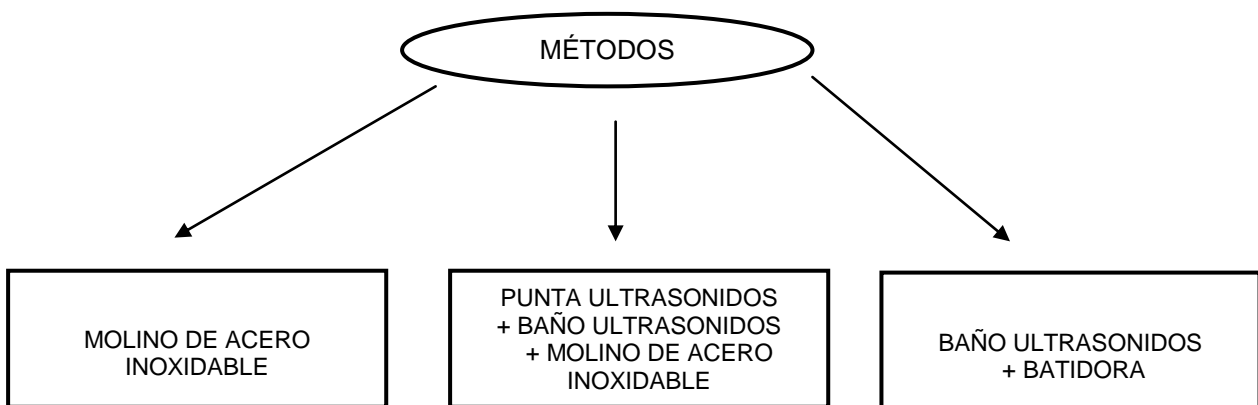 MÉTODOS
MOLINO DE ACERO
INOXIDABLE
PUNTA ULTRASONIDOS
+ BAÑO ULTRASONIDOS
+ MOLINO DE ACERO
INOXIDABLE
BAÑO ULTRASONIDOS
+ BATIDORA